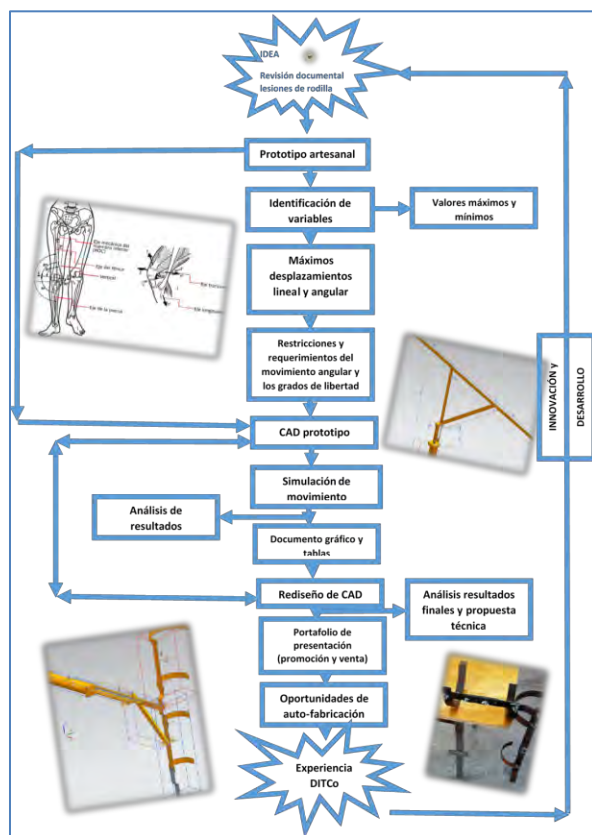 IDEA
Revisión documental
lesiones de rodilla
Prototipo artesanal
Identificación de
variables
Valores máximos y
mínimos
Máximos
desplazamientos
lineal y angular
Restricciones y
requerimientos del
movimiento angular y
los grados de libertad
INNOVACIÓN y
DESARROLLO
CAD prototipo
Simulación de
movimiento
Análisis de
resultados
Documento gráfico y
tablas
Rediseño de CAD
Análisis resultados
finales y propuesta
técnica
Portafolio de
presentación
(promoción y venta)
Oportunidades de
auto-fabricación
Experiencia
DITCo